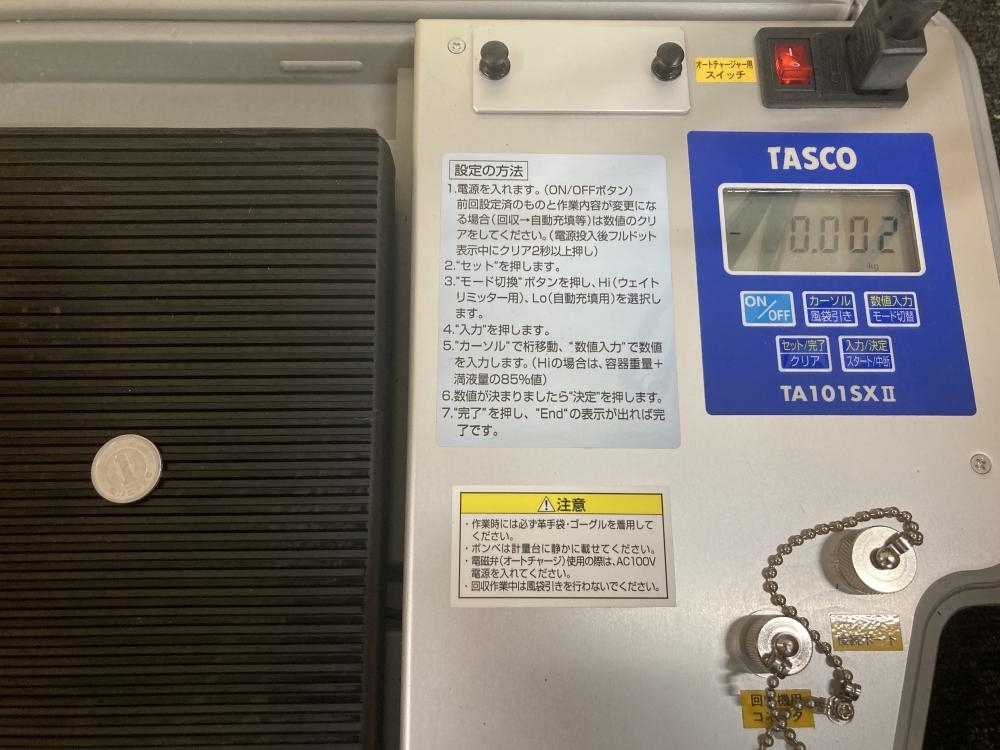 オートチャージャー用
スイッチ
TASCO
- 0.002
kg
ON/OFF
カーソル
風袋引き
数値入力
モード切替
セット/完了
クリア
入力/決定
スタート/中断
TA101SXⅡ
設定の方法
1.電源を入れます。(ON/OFFボタン)
前回設定済のものと作業内容が変更にな
る場合(回収→自動充填等)は数値のクリ
アをしてください。(電源投入後フルドット
表示中にクリア2秒以上押し)
2."セット"を押します。
3."モード切換"ボタンを押し、Hi(ウェイト
リミッター用)、Lo(自動充填用)を選択し
ます。
4."入力"を押します。
5."カーソル"で桁移動、"数値入力"で数値
を入力します。(Hiの場合は、容器重量+
満液量の85%値)
6.数値が決まりましたら"決定"を押します。
7."完了"を押し、"End"の表示が出れば完
了です。
注意
・作業時には必ず革手袋・ゴーグルを着用して
ください。
・ボンベは計量台に静かに載せてください。
・電磁弁(オートチャージ)使用の際は、AC100V
電源を入れてください。
・回収作業中は風袋引きを行わないでください。
ポート
回
用
コ
タ
1